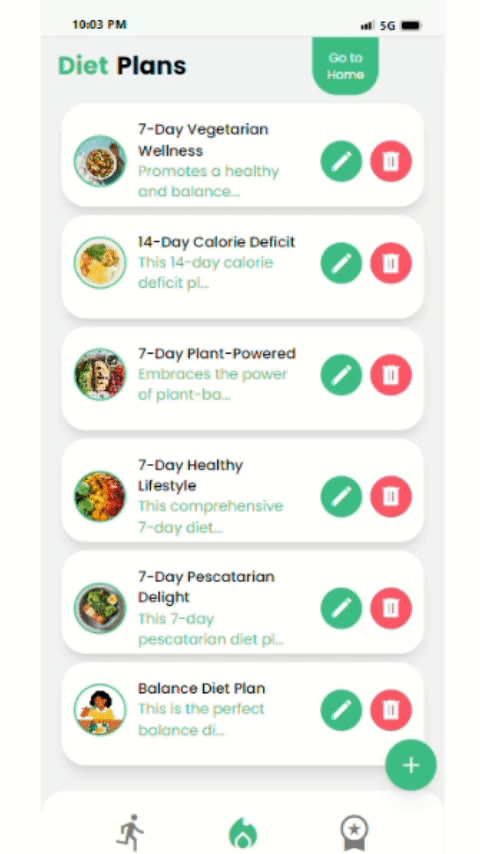 10:03 PM
5G
Diet Plans
Go to
Home
7-Day Vegetarian
Wellness
Promotes a healthy
and balance...
14-Day Calorie Deficit
This 14-day calorie
deficit pl...
7-Day Plant-Powered
Embraces the power
of plant-ba...
7-Day Healthy
Lifestyle
This comprehensive
7-day diet...
7-Day Pescatarian
Delight
This 7-day
pescatarian diet pl...
Balance Diet Plan
This is the perfect
balance di...
+